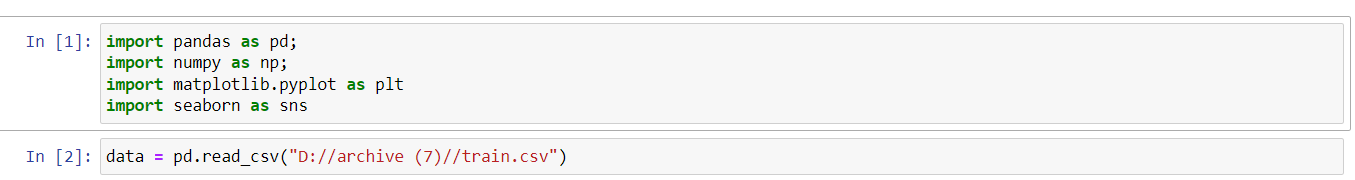 In [1]: import pandas as pd;
import numpy as np;
import matplotlib.pyplot as plt
import seaborn as sns
In [2]: data = pd.read_csv("D://archive (7)//train.csv")